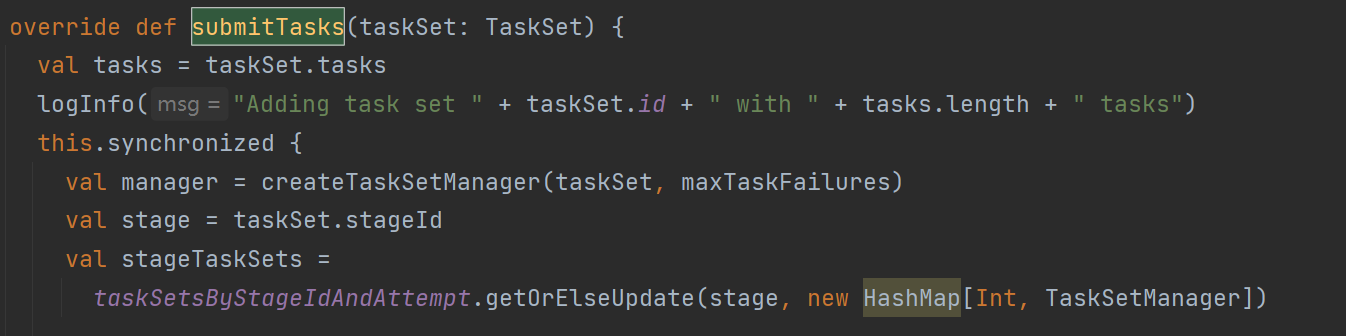 override def submitTasks(taskSet: TaskSet) {
val tasks = taskSet.tasks
logInfo( msg = "Adding task set " + taskSet.id + " with " + tasks.length + " tasks")
this.synchronized {
val manager = createTaskSetManager(taskSet, maxTaskFailures)
val stage = taskSet.stageId
val stageTaskSets =
taskSetsByStageIdAndAttempt.getOrElseUpdate(stage, new HashMap[Int, TaskSetManager])